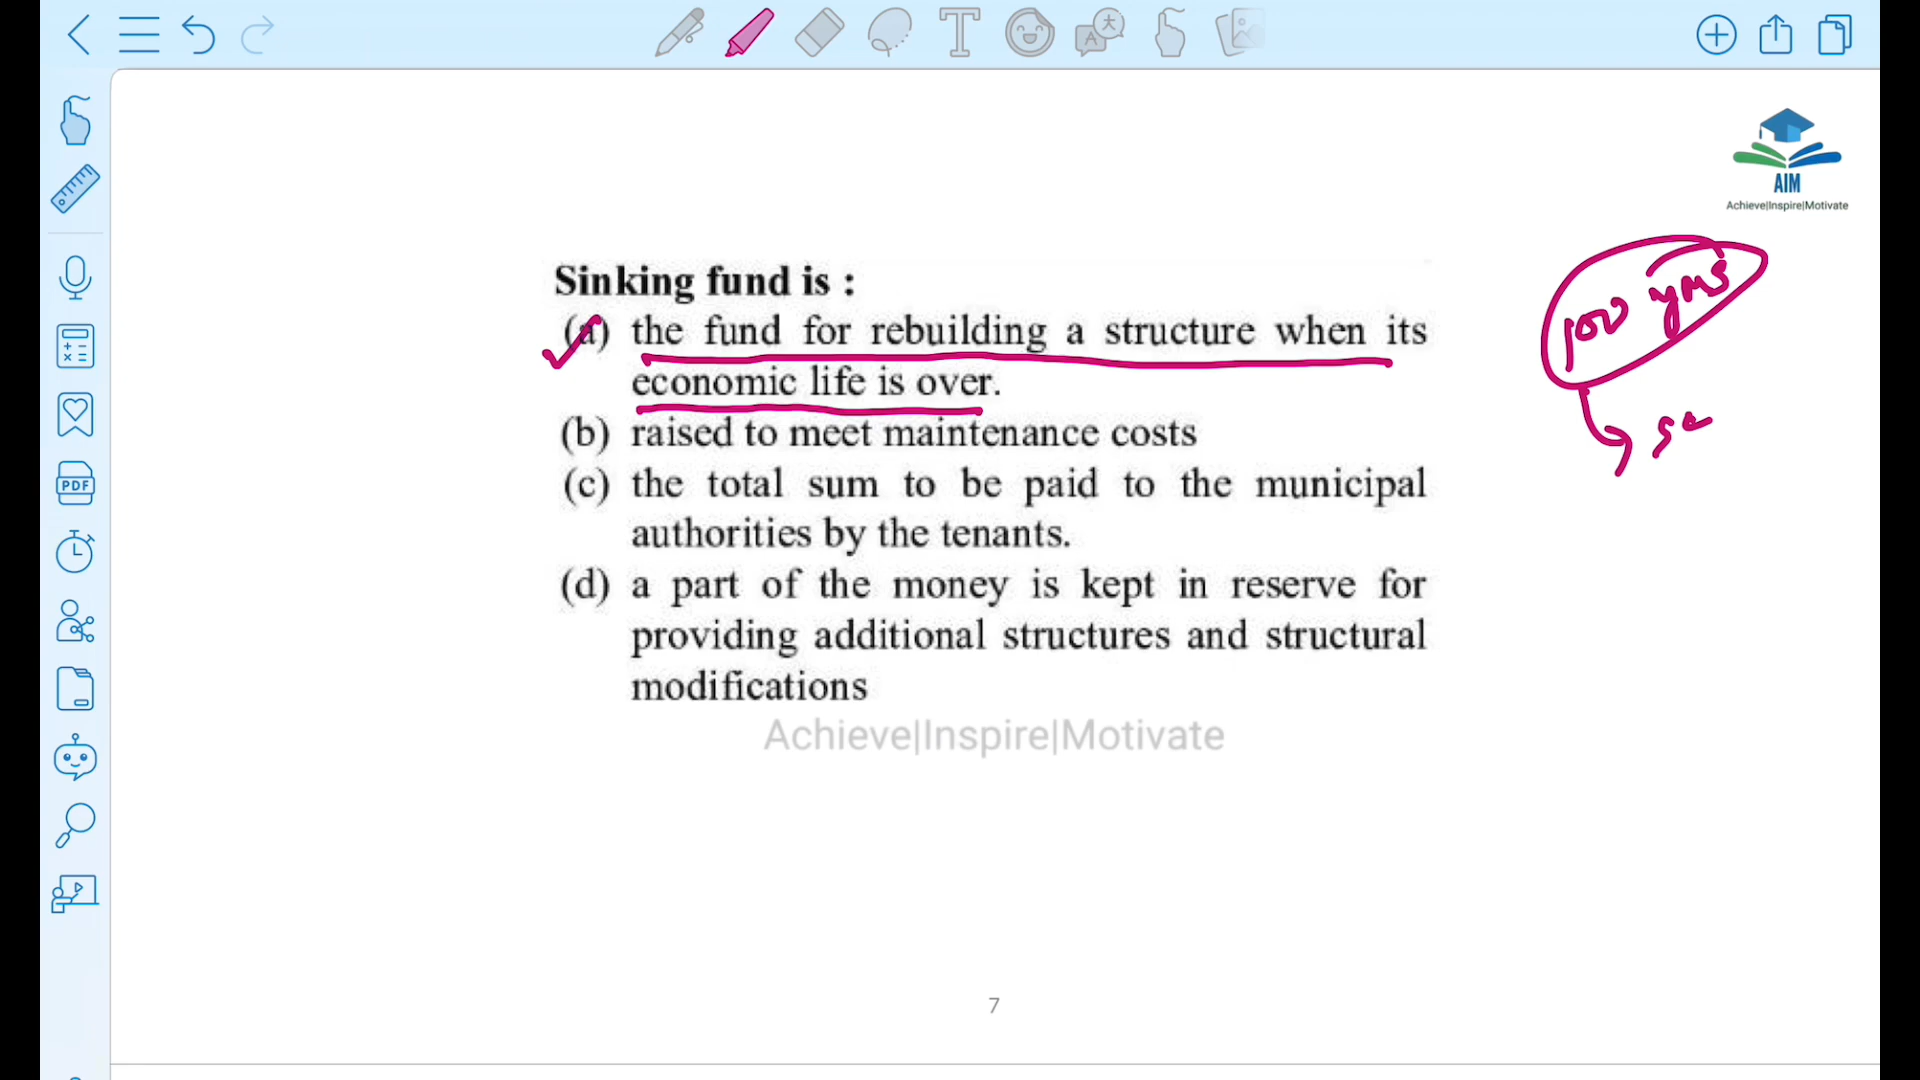 AIM
Achieve|Inspire|Motivate
Sinking fund is :
(a) the fund for rebuilding a structure when its
economic life is over.
(b) raised to meet maintenance costs
(c) the total sum to be paid to the municipal
authorities by the tenants.
(d) a part of the money is kept in reserve for
providing additional structures and structural
modifications
Achieve|Inspire|Motivate
100 yrs
PDF
7